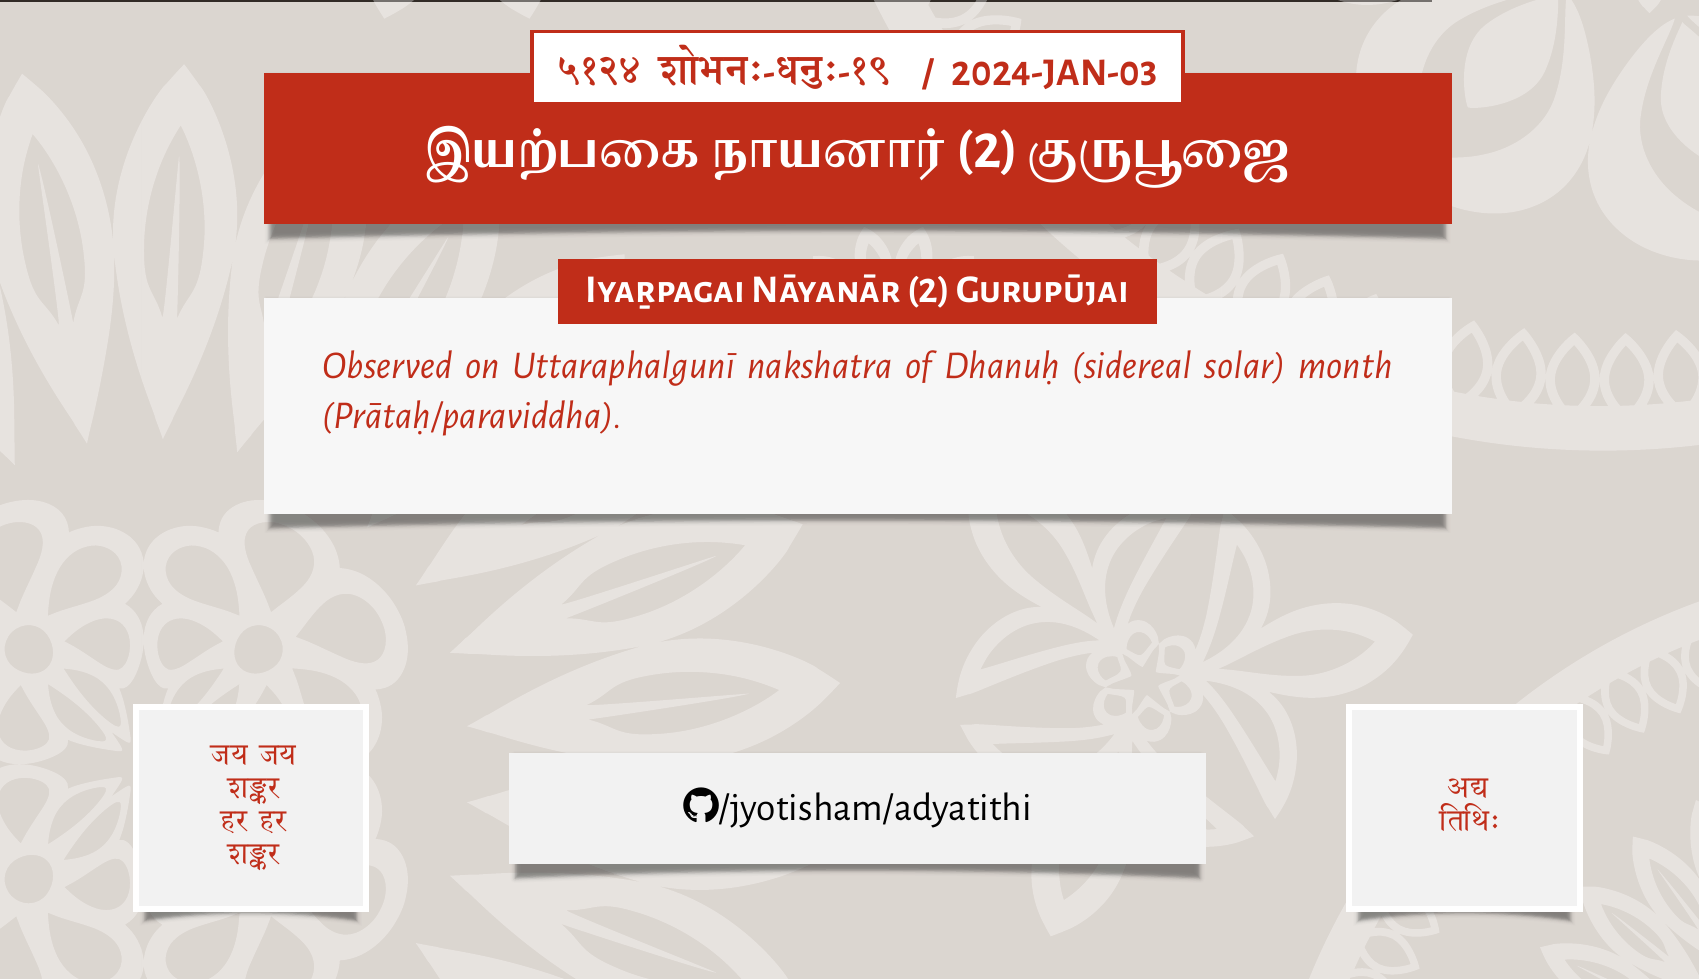 ५१२४ शोभनः-धनुः-१९ / 2024-JAN-03
இயற்பகை நாயனார் (2) குருபூஜை
Iyaṟpagai Nāyanār (2) Gurupūjai
Observed on Uttaraphalgunī nakshatra of Dhanuḥ (sidereal solar) month
(Prātaḥ/paraviddha).
जय जय
शङ्कर
हर हर
शङ्कर
/jyotisham/adyatithi
अद्य
तिथिः